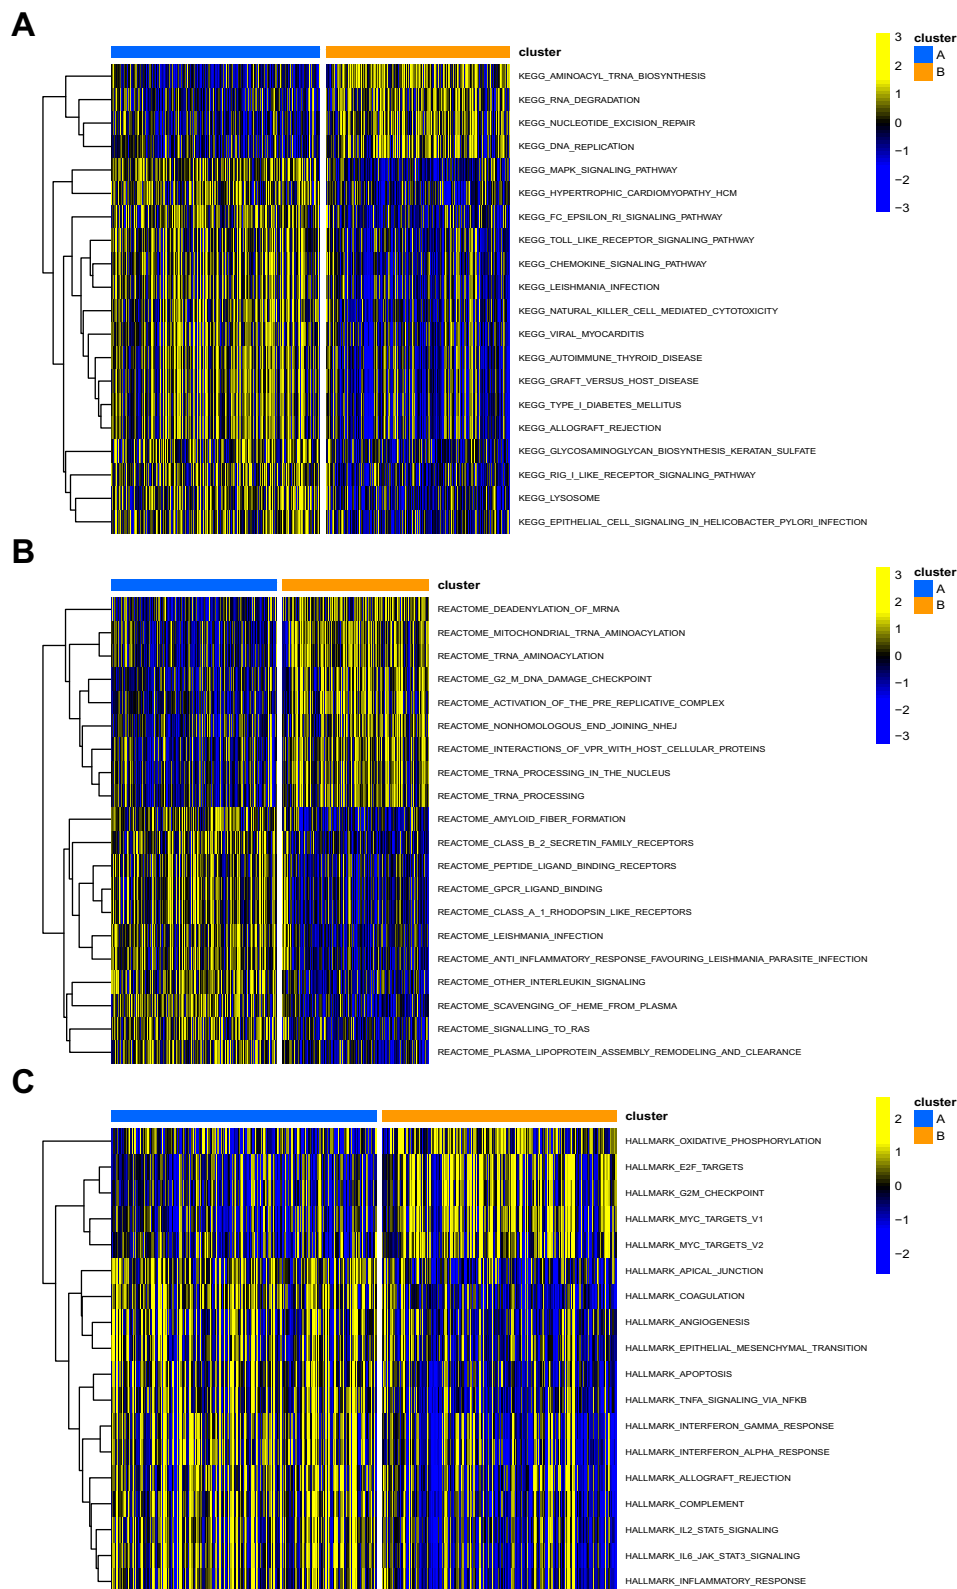 A
cluster
KEGG_AMINOACYL_TRNA_BIOSYNTHESIS
KEGG_RNA_DEGRADATION
KEGG_NUCLEOTIDE_EXCISION_REPAIR
KEGG_DNA_REPLICATION
KEGG_MAPK_SIGNALING_PATHWAY
KEGG_HYPERTROPHIC_CARDIOMYOPATHY_HCM
KEGG_FC_EPSILON_RI_SIGNALING_PATHWAY
KEGG_TOLL_LIKE_RECEPTOR_SIGNALING_PATHWAY
KEGG_CHEMOKINE_SIGNALING_PATHWAY
KEGG_LEISHMANIA_INFECTION
KEGG_NATURAL_KILLER_CELL_MEDIATED_CYTOTOXICITY
KEGG_VIRAL_MYOCARDITIS
KEGG_AUTOIMMUNE_THYROID_DISEASE
KEGG_GRAFT_VERSUS_HOST_DISEASE
KEGG_TYPE_I_DIABETES_MELLITUS
KEGG_ALLOGRAFT_REJECTION
KEGG_GLYCOSAMINOGLYCAN_BIOSYNTHESIS_KERATAN_SULFATE
KEGG_RIG_I_LIKE_RECEPTOR_SIGNALING_PATHWAY
KEGG_LYSOSOME
KEGG_EPITHELIAL_CELL_SIGNALING_IN_HELICOBACTER_PYLORI_INFECTION
3
2
1
0
−1
−2
−3
cluster
A
B
B
cluster
REACTOME_DEADENYLATION_OF_MRNA
REACTOME_MITOCHONDRIAL_TRNA_AMINOACYLATION
REACTOME_TRNA_AMINOACYLATION
REACTOME_G2_M_DNA_DAMAGE_CHECKPOINT
REACTOME_ACTIVATION_OF_THE_PRE_REPLICATIVE_COMPLEX
REACTOME_NONHOMOLOGOUS_END_JOINING_NHEJ
REACTOME_INTERACTIONS_OF_VPR_WITH_HOST_CELLULAR_PROTEINS
REACTOME_TRNA_PROCESSING_IN_THE_NUCLEUS
REACTOME_TRNA_PROCESSING
REACTOME_AMYLOID_FIBER_FORMATION
REACTOME_CLASS_B_2_SECRETIN_FAMILY_RECEPTORS
REACTOME_PEPTIDE_LIGAND_BINDING_RECEPTORS
REACTOME_GPCR_LIGAND_BINDING
REACTOME_CLASS_A_1_RHODOPSIN_LIKE_RECEPTORS
REACTOME_LEISHMANIA_INFECTION
REACTOME_ANTI_INFLAMMATORY_RESPONSE_FAVOURING_LEISHMANIA_PARASITE_INFECTION
REACTOME_OTHER_INTERLEUKIN_SIGNALING
REACTOME_SCAVENGING_OF_HEME_FROM_PLASMA
REACTOME_SIGNALLING_TO_RAS
REACTOME_PLASMA_LIPOPROTEIN_ASSEMBLY_REMODELING_AND_CLEARANCE
3
2
1
0
−1
−2
−3
cluster
A
B
C
cluster
HALLMARK_OXIDATIVE_PHOSPHORYLATION
HALLMARK_E2F_TARGETS
HALLMARK_G2M_CHECKPOINT
HALLMARK_MYC_TARGETS_V1
HALLMARK_MYC_TARGETS_V2
HALLMARK_APICAL_JUNCTION
HALLMARK_COAGULATION
HALLMARK_ANGIOGENESIS
HALLMARK_EPITHELIAL_MESENCHYMAL_TRANSITION
HALLMARK_APOPTOSIS
HALLMARK_TNFA_SIGNALING_VIA_NFKB
HALLMARK_INTERFERON_GAMMA_RESPONSE
HALLMARK_INTERFERON_ALPHA_RESPONSE
HALLMARK_ALLOGRAFT_REJECTION
HALLMARK_COMPLEMENT
HALLMARK_IL2_STAT5_SIGNALING
HALLMARK_IL6_JAK_STAT3_SIGNALING
HALLMARK_INFLAMMATORY_RESPONSE
2
1
0
−1
−2
cluster
A
B